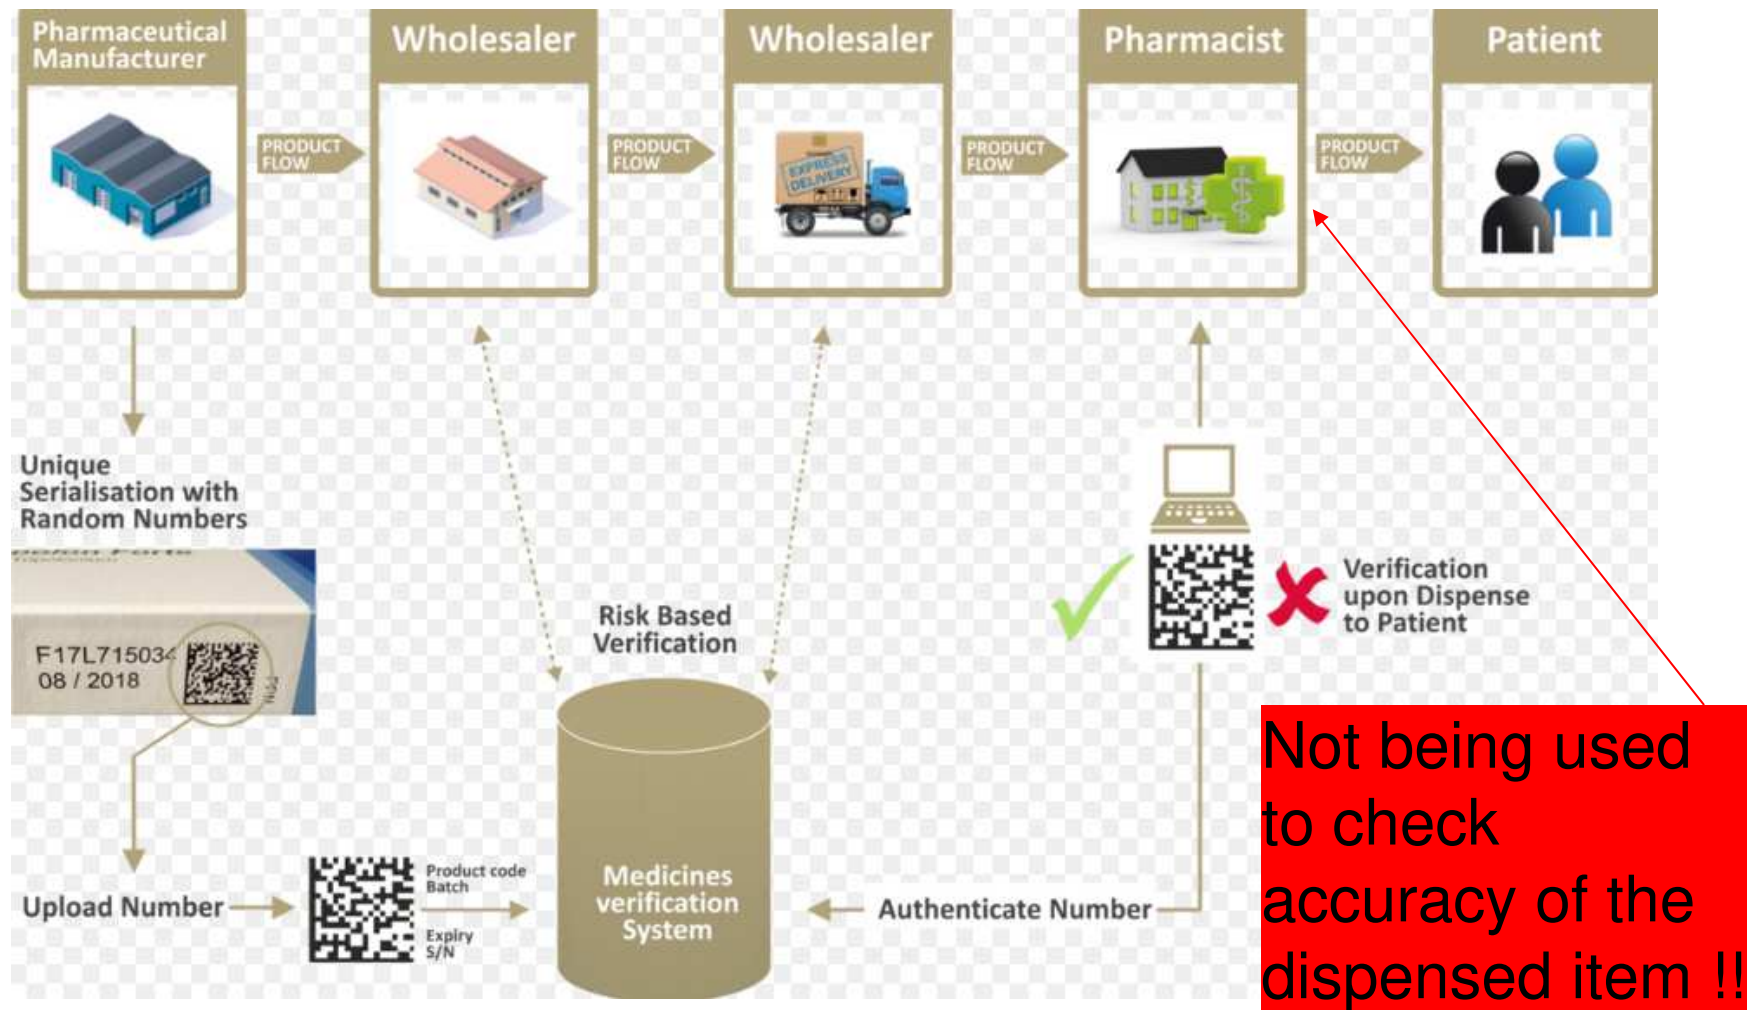 Pharmaceutical
Manufacturer
Wholesaler
Wholesaler
Pharmacist
Patient
PRODUCT
FLOW
PRODUCT
FLOW
EXPRESS
DELIVERY
PRODUCT
FLOW
PRODUCT
FLOW
Unique
Serialisation with
Random Numbers
F17L715034
08 / 2018
Risk Based
Verification
Verification
upon Dispense
to Patient
Upload Number
Product code
Batch
Expiry
S/N
Medicines
verification
System
Authenticate Number
Not being used
to check
accuracy of the
dispensed item !!